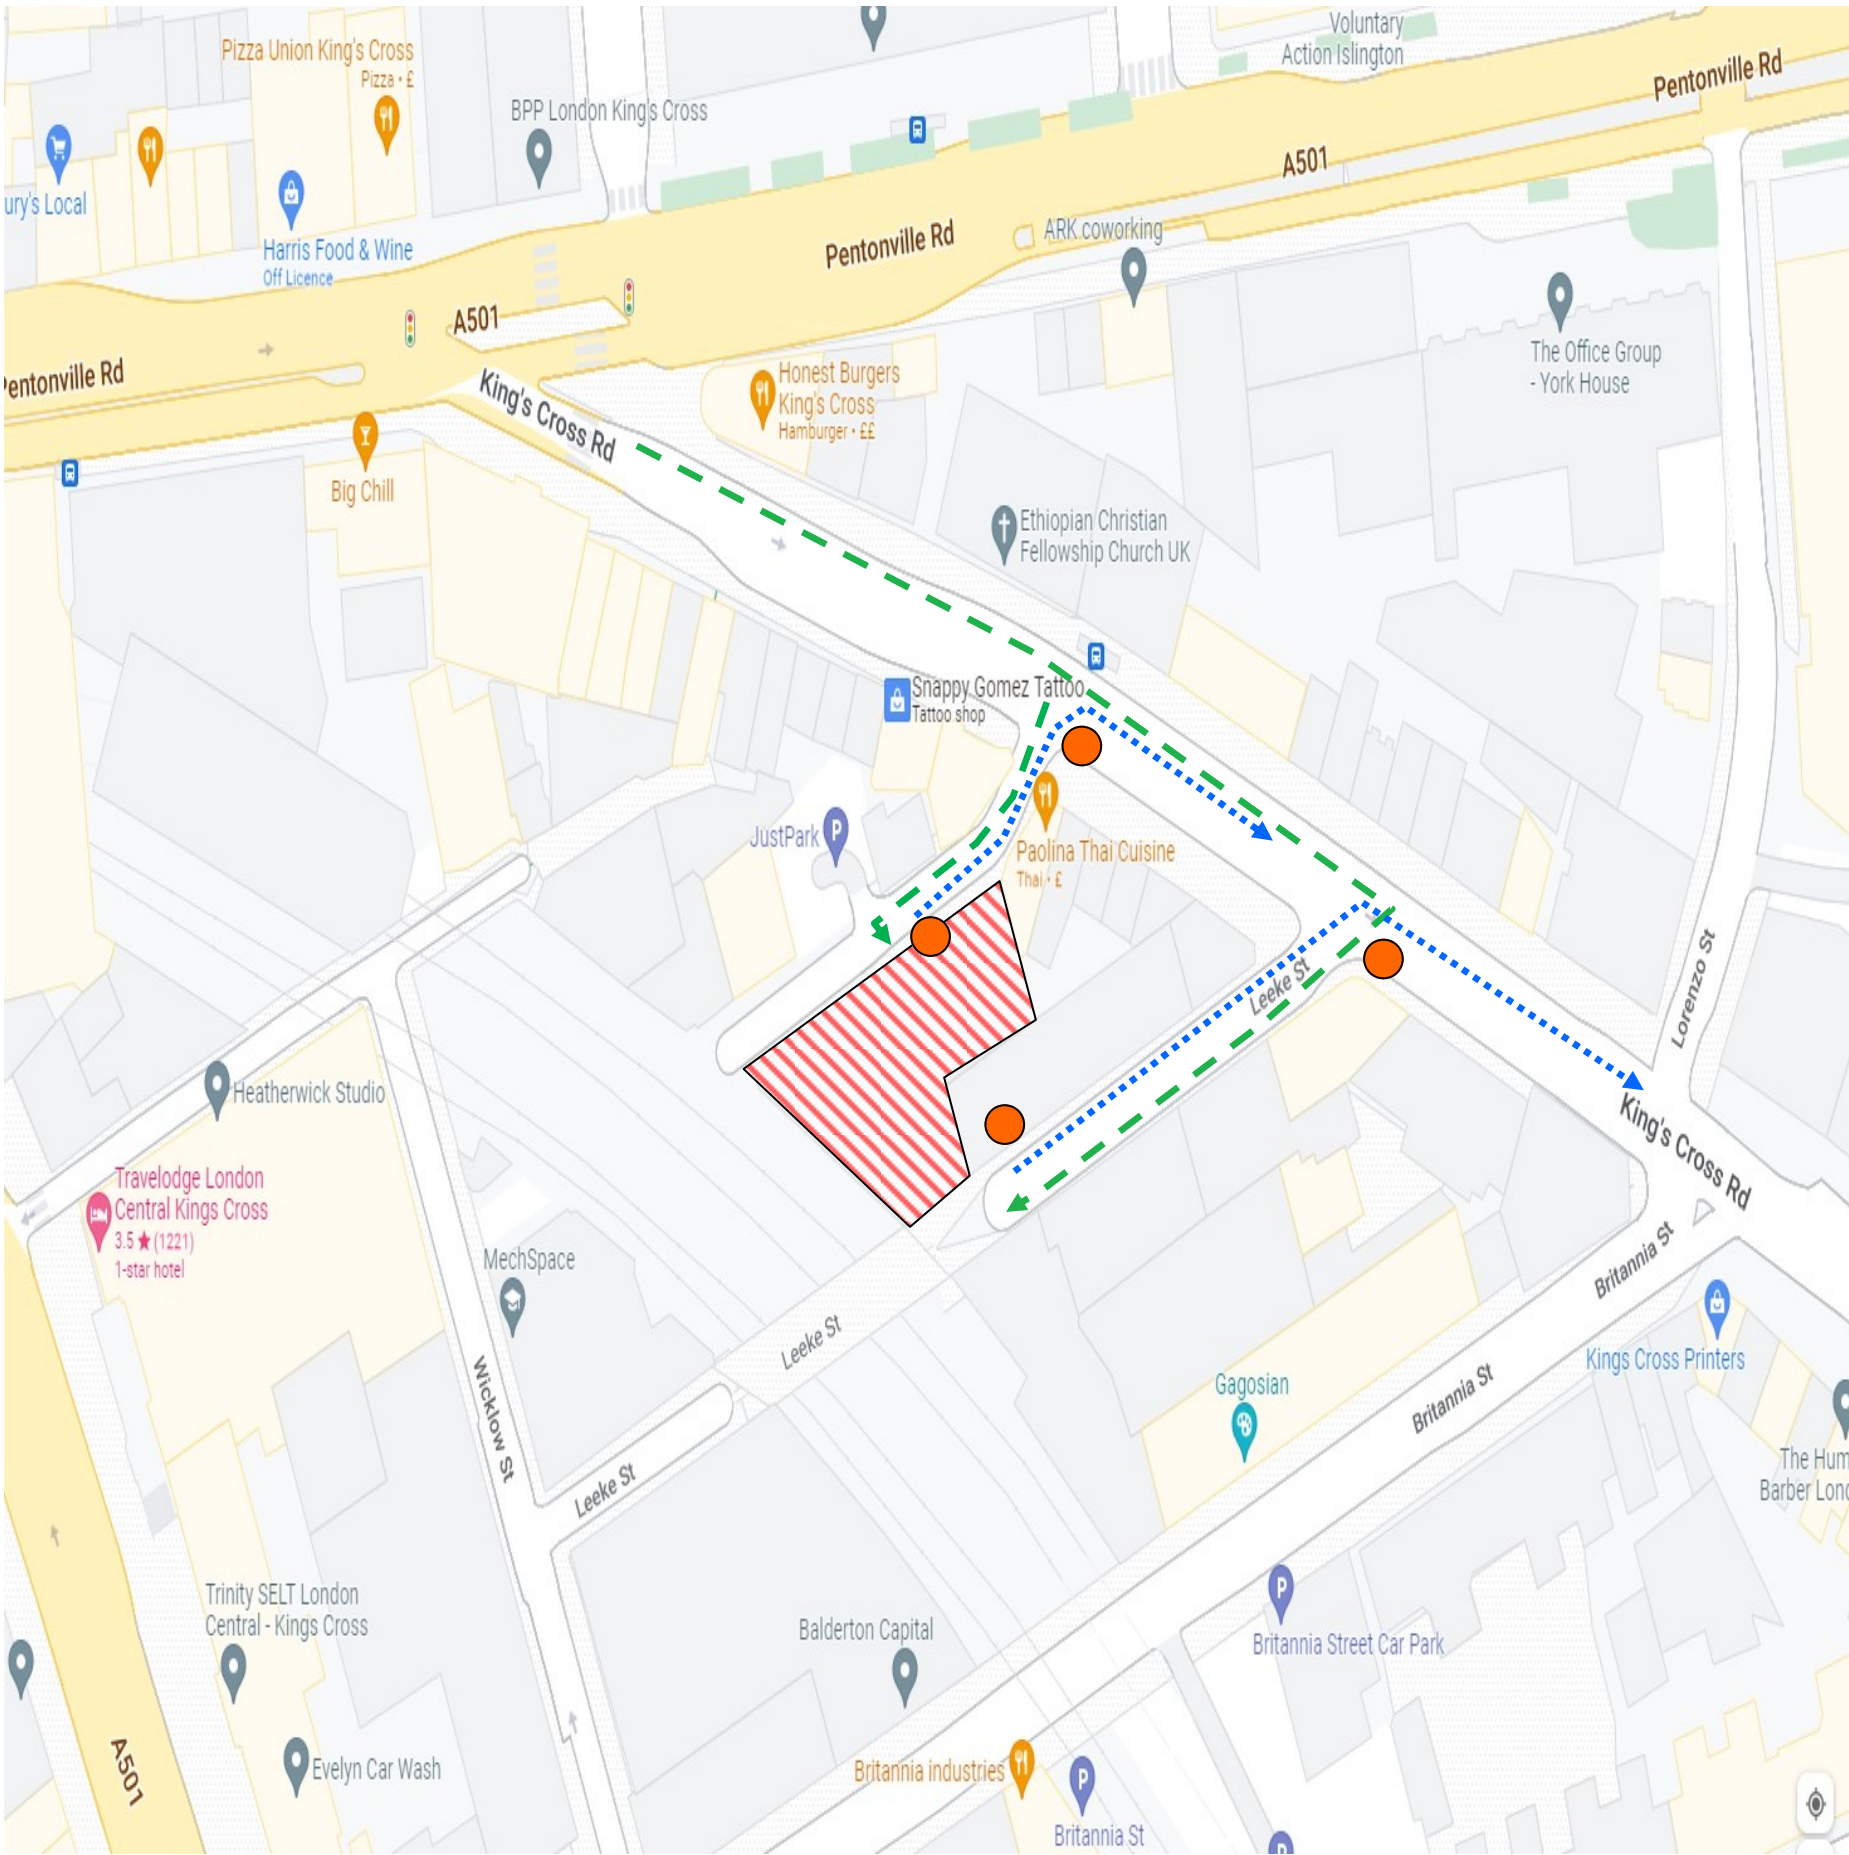 Voluntary
Action Islington
Pizza Union King's Cross
Pizza • £
Pentonville Rd
BPP London King's Cross
A501
ury's Local
Harris Food & Wine
Off Licence
Pentonville Rd
ARK coworking
A501
Pentonville Rd
The Office Group
- York House
King's Cross Rd
Honest Burgers
King's Cross
Hamburger • ££
Big Chill
Ethiopian Christian
Fellowship Church UK
Snappy Gomez Tattoo
Tattoo shop
JustPark
P
Paolina Thai Cuisine
Thai • £
Leeke St
Lorenzo St
Heatherwick Studio
King's Cross Rd
Travelodge London
Central Kings Cross
3.5 ★ (1221)
1-star hotel
MechSpace
Britannia St
Leeke St
Kings Cross Printers
Gagosian
Britannia St
Wicklow St
Leeke St
The Hum
Barber Lond
Trinity SELT London
Central - Kings Cross
P
Balderton Capital
Britannia Street Car Park
A501
Evelyn Car Wash
Britannia industries
P
Britannia St
P